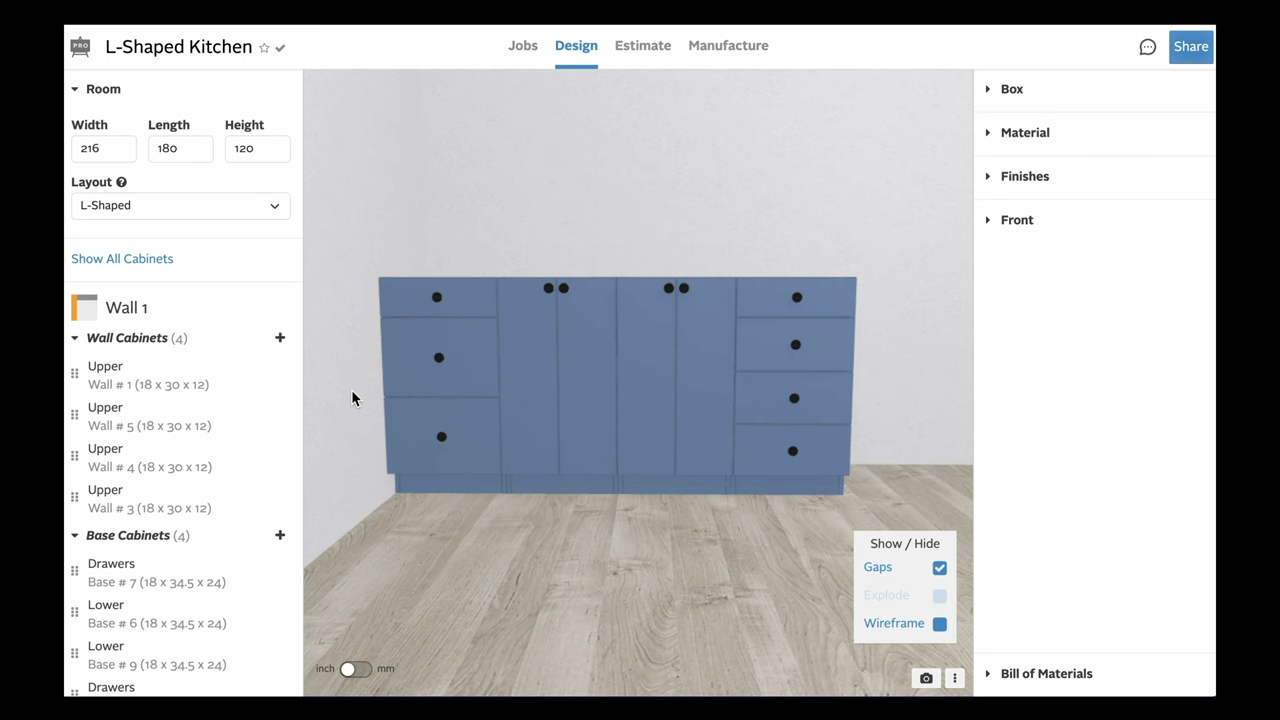 PRO
L-Shaped Kitchen
Jobs
Design
Estimate
Manufacture
Share
Room
Width
Length
Height
216
180
120
Layout
L-Shaped
Show All Cabinets
Wall 1
Wall Cabinets (4)
Upper
Wall # 1 (18 x 30 x 12)
Upper
Wall # 5 (18 x 30 x 12)
Upper
Wall # 4 (18 x 30 x 12)
Upper
Wall # 3 (18 x 30 x 12)
Base Cabinets (4)
Drawers
Base # 7 (18 x 34.5 x 24)
Lower
Base # 6 (18 x 34.5 x 24)
Lower
Base # 9 (18 x 34.5 x 24)
Drawers
Box
Material
Finishes
Front
Show / Hide
Gaps
Explode
Wireframe
inch
mm
Bill of Materials